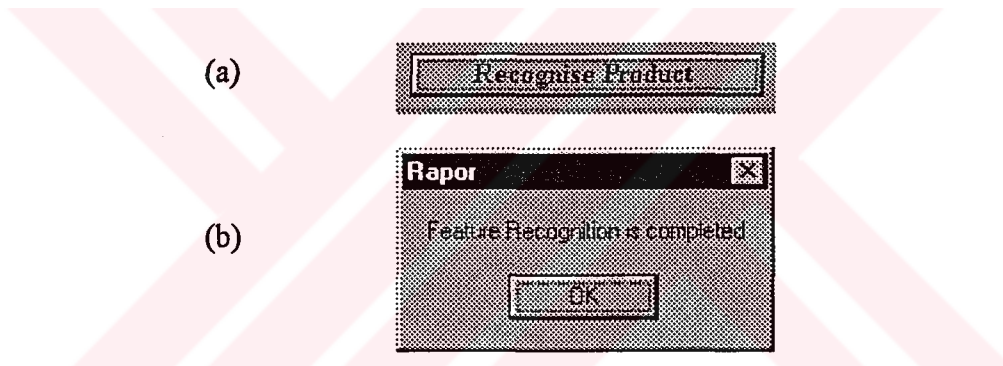 (a)
Recognise Product
Rapor
(b)
Feature Recognition is completed
OK